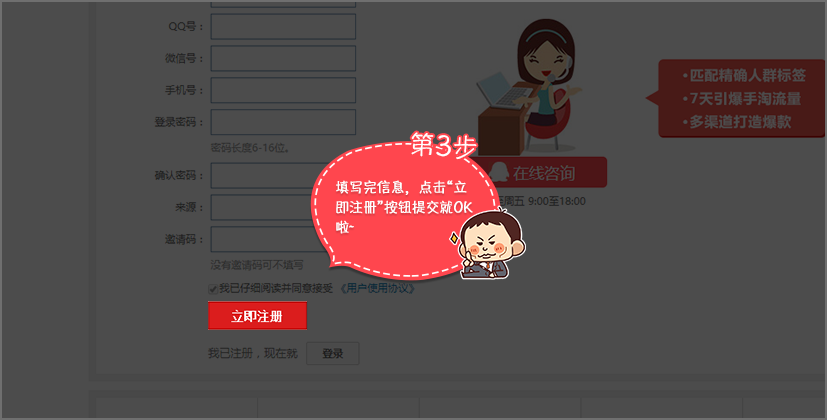 QQ号：
微信号：
手机号：
登录密码：
密码长度6-16位。
确认密码：
来源：
邀请码：
没有邀请码可不填写
我已仔细阅读并同意接受 《用户使用协议》
立即注册
我已注册，现在就 登录
第3步
填写完信息，点击“立
即注册”按钮提交就OK
啦~
•匹配精确人群标签
•7天引爆手淘流量
•多渠道打造爆款
在线咨询
周五 9:00至18:00